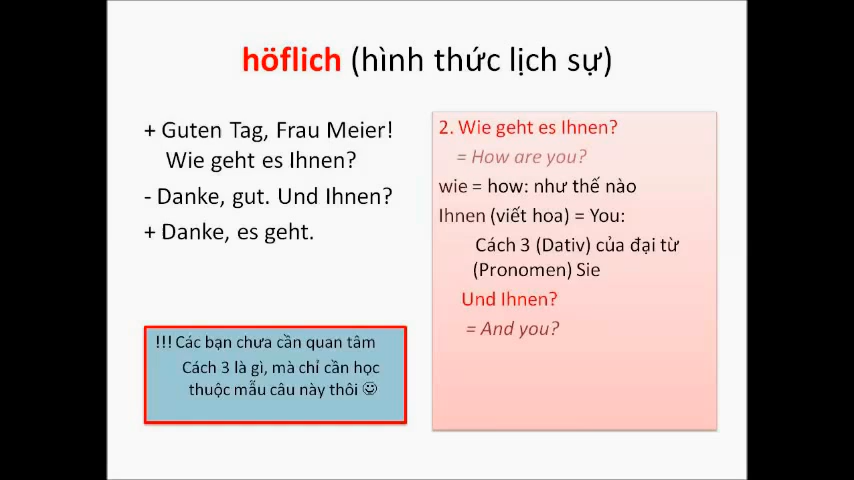 höflich (hình thức lịch sự)
+ Guten Tag, Frau Meier!
Wie geht es Ihnen?
- Danke, gut. Und Ihnen?
+ Danke, es geht.
!!! Các bạn chưa cần quan tâm
Cách 3 là gì, mà chỉ cần học
thuộc mẫu câu này thôi ☺
2. Wie geht es Ihnen?
= How are you?
wie = how: như thế nào
Ihnen (viết hoa) = You:
Cách 3 (Dativ) của đại từ
(Pronomen) Sie
Und Ihnen?
= And you?